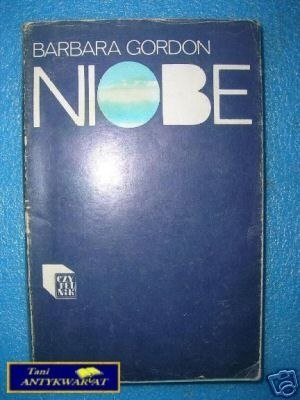 BARBARA GORDON
NIOBE
CZY
TEL
NIK
Tani
ANTYKWARIAT